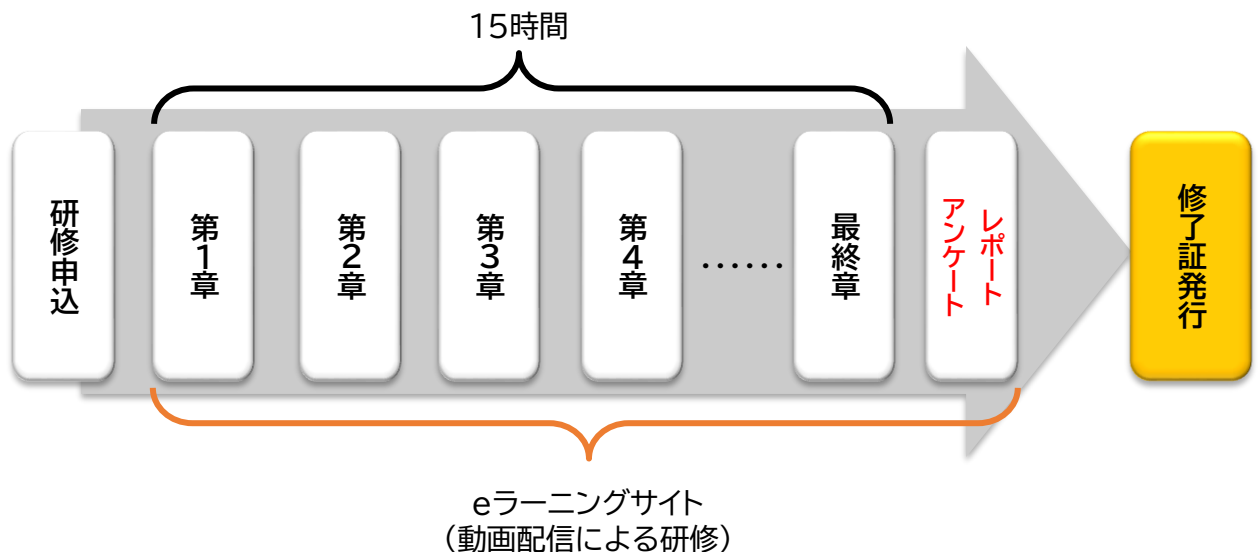 15時間
研修申込
第1章
第2章
第3章
第4章
……
最終章
レポート
アンケート
修了証発行
eラーニングサイト
（動画配信による研修）